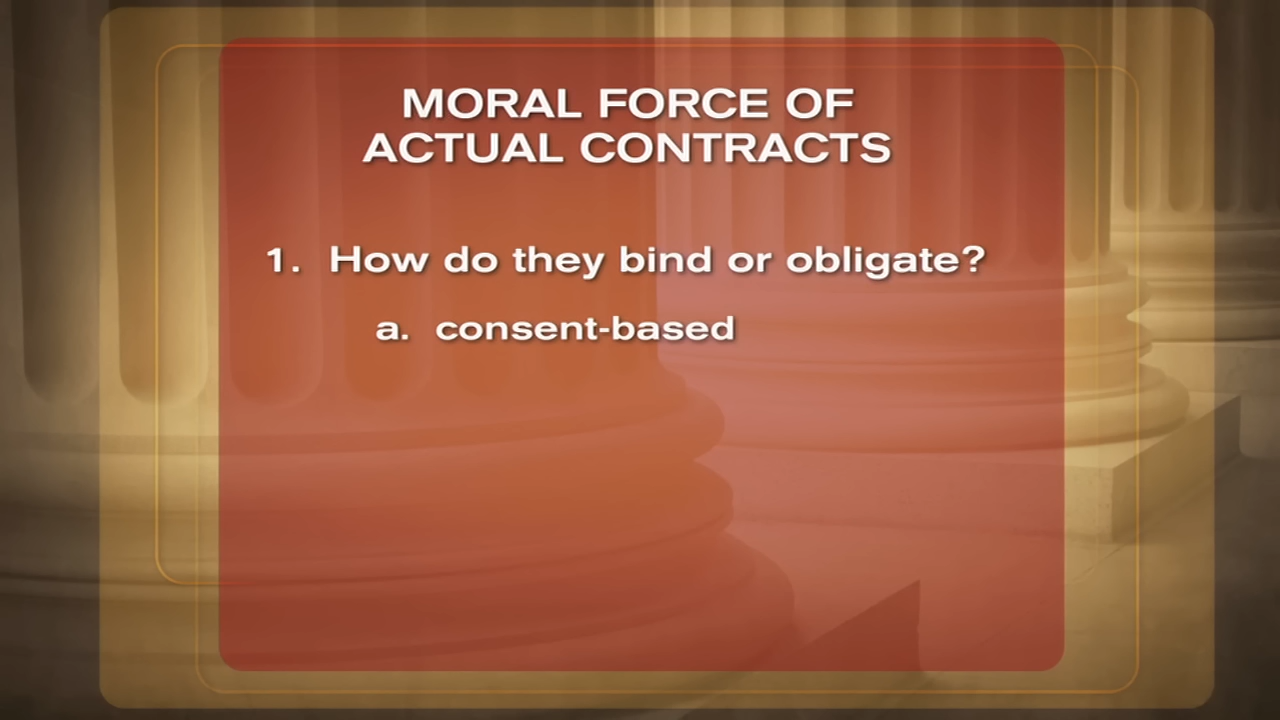 MORAL FORCE OF
ACTUAL CONTRACTS
1. How do they bind or obligate?
a. consent-based